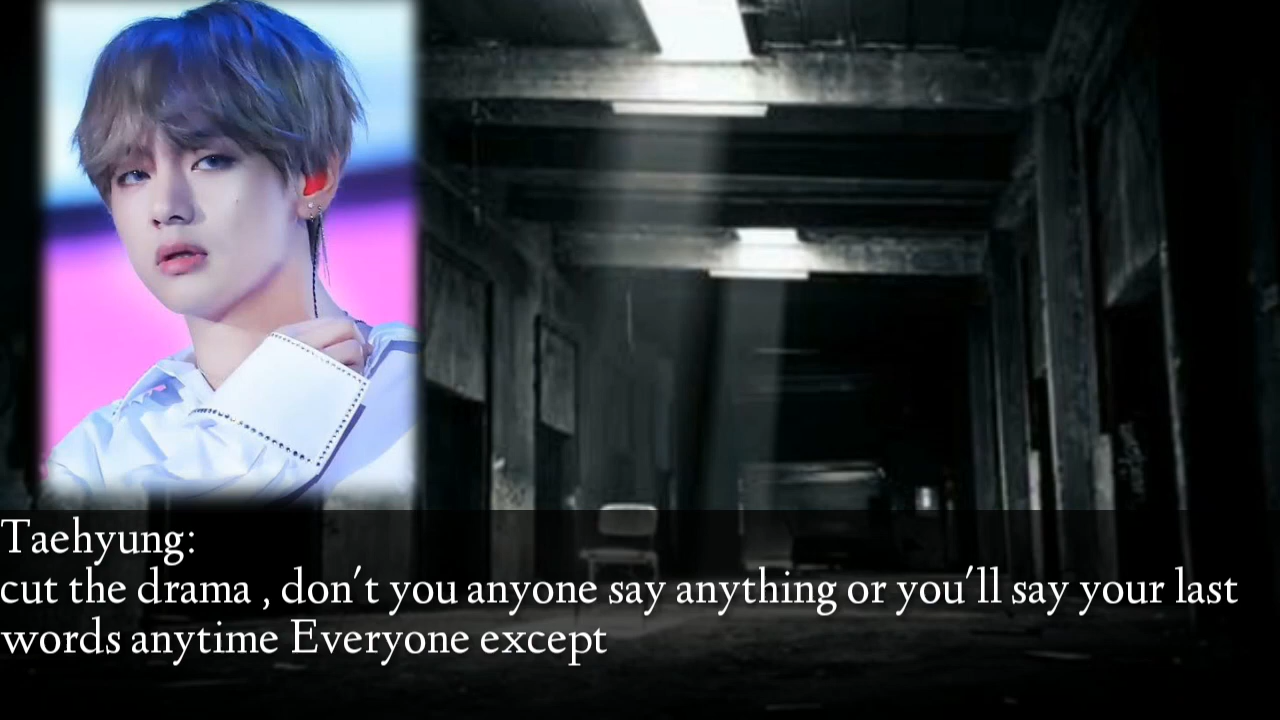 Taehyung:
cut the drama , don't you anyone say anything or you'll say your last
words anytime Everyone except